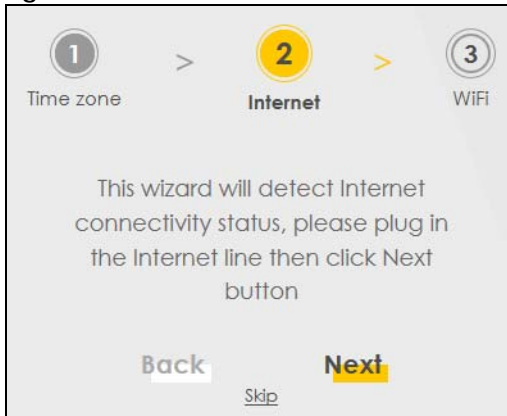 1 > 2 > 3
Time zone Internet WiFi
This wizard will detect Internet
connectivity status, please plug in
the Internet line then click Next
button
Back Next
Skip